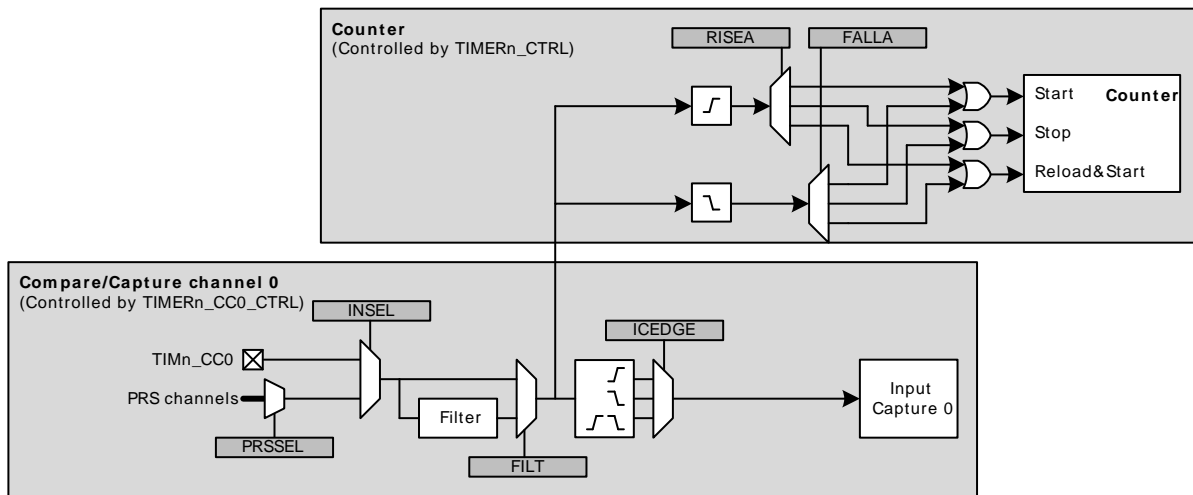 Counter
(Controlled by TIMERn_CTRL)
RISEA
FALLA
Start
Counter
Stop
Reload&Start
Compare/Capture channel 0
(Controlled by TIMERn_CC0_CTRL)
INSEL
ICEDGE
TIMn_CC0
PRS channels
Filter
Input
Capture 0
PRSSEL
FILT